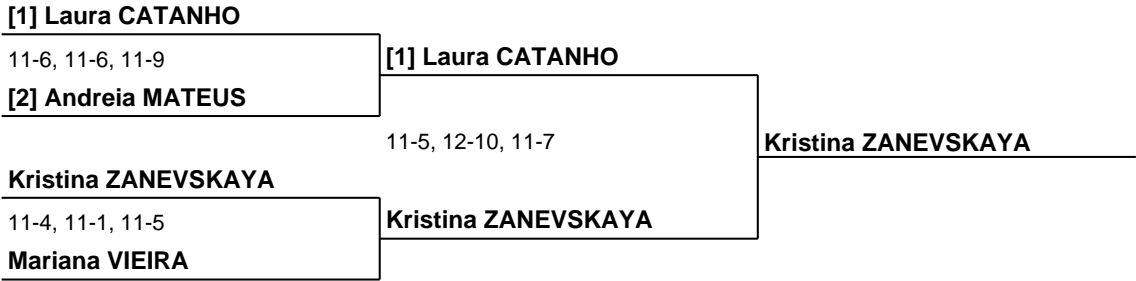 [1] Laura CATANHO
11-6, 11-6, 11-9
[1] Laura CATANHO
[2] Andreia MATEUS
11-5, 12-10, 11-7
Kristina ZANEVSKAYA
Kristina ZANEVSKAYA
11-4, 11-1, 11-5
Kristina ZANEVSKAYA
Mariana VIEIRA